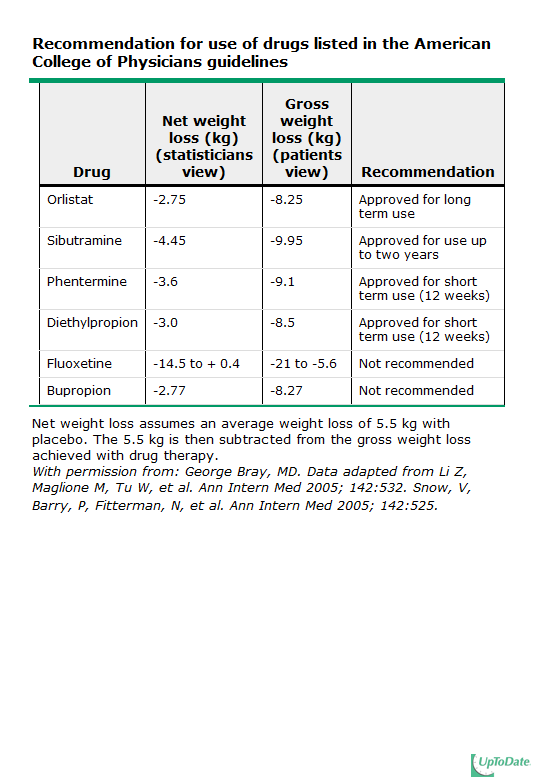 Recommendation for use of drugs listed in the American
College of Physicians guidelines
Drug
Net weight
loss (kg)
(statisticians
view)
Gross
weight
loss (kg)
(patients
view)
Recommendation
Orlistat -2.75 -8.25 Approved for long
term use
Sibutramine -4.45 -9.95 Approved for use up
to two years
Phentermine -3.6 -9.1 Approved for short
term use (12 weeks)
Diethylpropion -3.0 -8.5 Approved for short
term use (12 weeks)
Fluoxetine -14.5 to + 0.4 -21 to -5.6 Not recommended
Bupropion -2.77 -8.27 Not recommended
Net weight loss assumes an average weight loss of 5.5 kg with
placebo. The 5.5 kg is then subtracted from the gross weight loss
achieved with drug therapy.
With permission from: George Bray, MD. Data adapted from Li Z,
Maglione M, Tu W, et al. Ann Intern Med 2005; 142:532. Snow, V,
Barry, P, Fitterman, N, et al. Ann Intern Med 2005; 142:525.
UpToDate